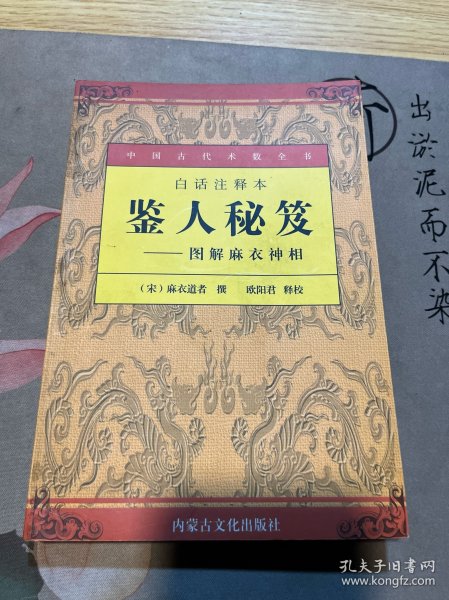 中国古代术数全书
白话注释本
鉴人秘笈
——图解麻衣神相
（宋）麻衣道者 撰 欧阳君 释校
内蒙古文化出版社
出淤泥而不染
孔夫子旧书网
www.kongfz.com